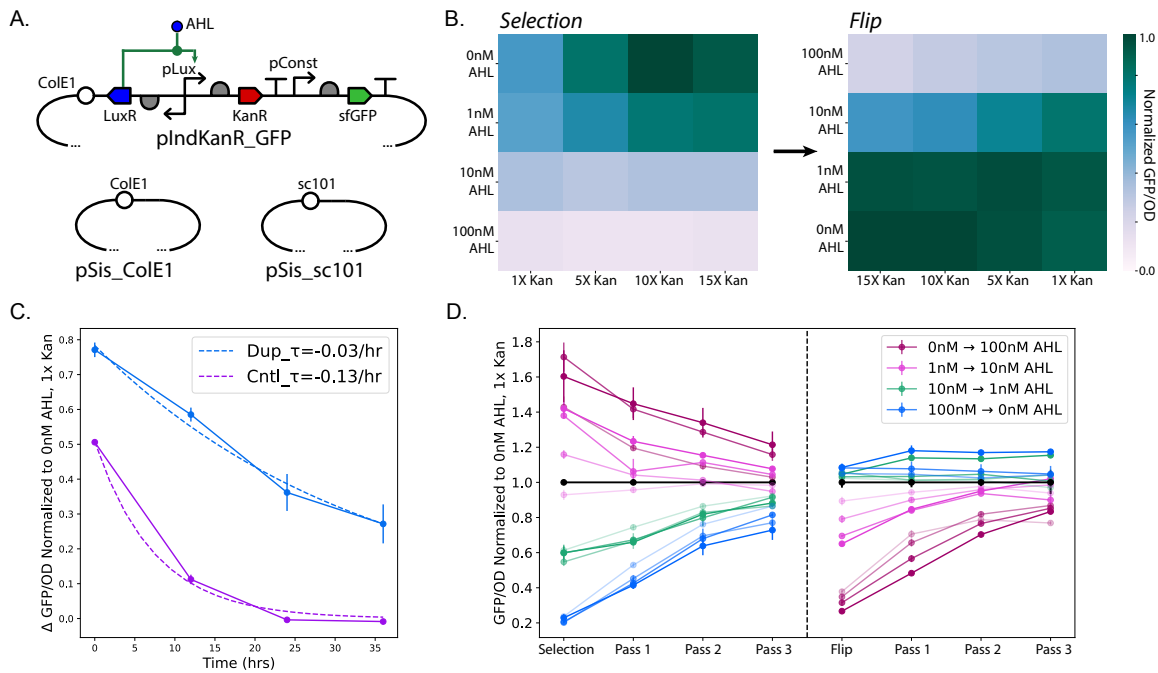 A.
AHL
pLux
pConst
ColE1
LuxR
KanR
sfGFP
...
...
pIndKanR_GFP
ColE1
... ...
pSis_ColE1
sc101
... ...
pSis_sc101
B.
Selection
0nM
AHL
1nM
AHL
10nM
AHL
100nM
AHL
1X Kan 5X Kan 10X Kan 15X Kan
Flip
100nM
AHL
10nM
AHL
1nM
AHL
0nM
AHL
15X Kan 10X Kan 5X Kan 1X Kan
1.0
Normalized GFP/OD
-0.0
C.
Δ GFP/OD Normalized to 0nM AHL, 1x Kan
0.8
0.7
0.6
0.5
0.4
0.3
0.2
0.1
0.0
Dup_τ=-0.03/hr
Cntl_τ=-0.13/hr
0 5 10 15 20 25 30 35
Time (hrs)
D.
GFP/OD Normalized to 0nM AHL, 1x Kan
1.8
1.6
1.4
1.2
1.0
0.8
0.6
0.4
0.2
0nM → 100nM AHL
1nM → 10nM AHL
10nM → 1nM AHL
100nM → 0nM AHL
Selection Pass 1 Pass 2 Pass 3 Flip Pass 1 Pass 2 Pass 3